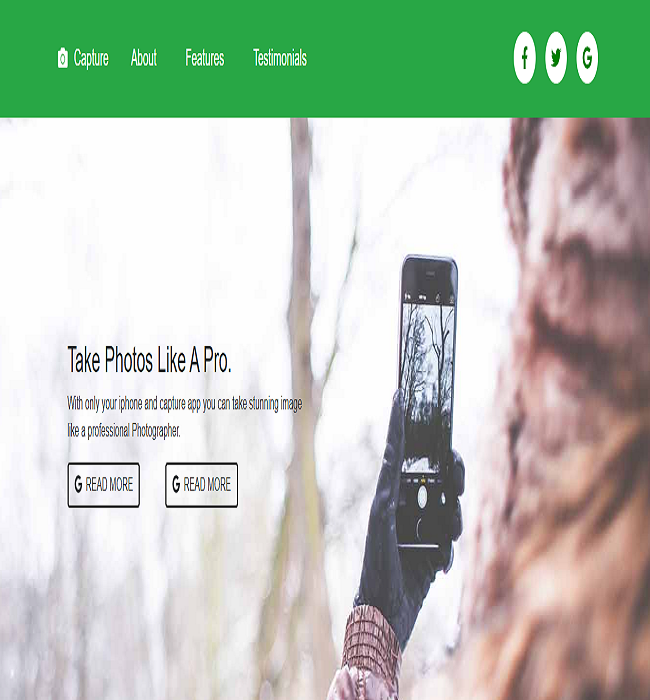 Capture About Features Testimonials
Take Photos Like A Pro.
With only your iphone and capture app you can take stunning image
like a professional Photographer.
READ MORE READ MORE